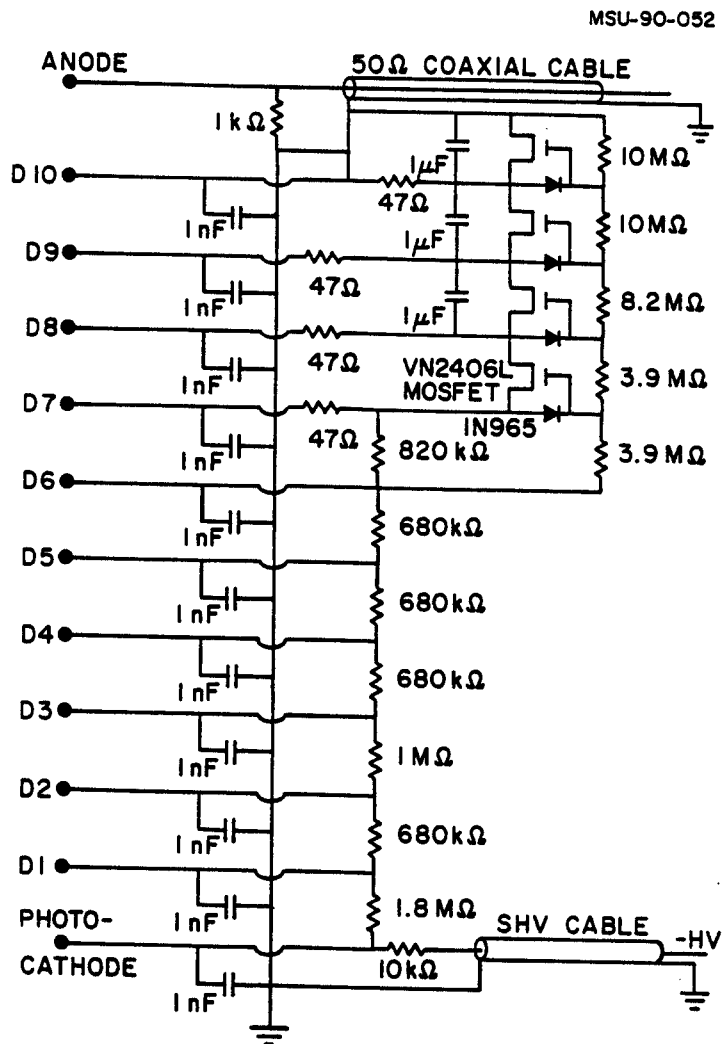 MSU-90-052
ANODE
50Ω COAXIAL CABLE
1kΩ
10MΩ
D10
1μF
47Ω
1nF
10MΩ
D9
1μF
47Ω
1nF
8.2MΩ
D8
1μF
47Ω
1nF
VN2406L
MOSFET
3.9MΩ
D7
IN965
47Ω
820kΩ
3.9MΩ
1nF
D6
680kΩ
1nF
D5
680kΩ
1nF
D4
680kΩ
1nF
D3
1MΩ
1nF
D2
680kΩ
1nF
D1
1.8MΩ
1nF
PHOTO-
CATHODE
SHV CABLE
-HV
10kΩ
1nF